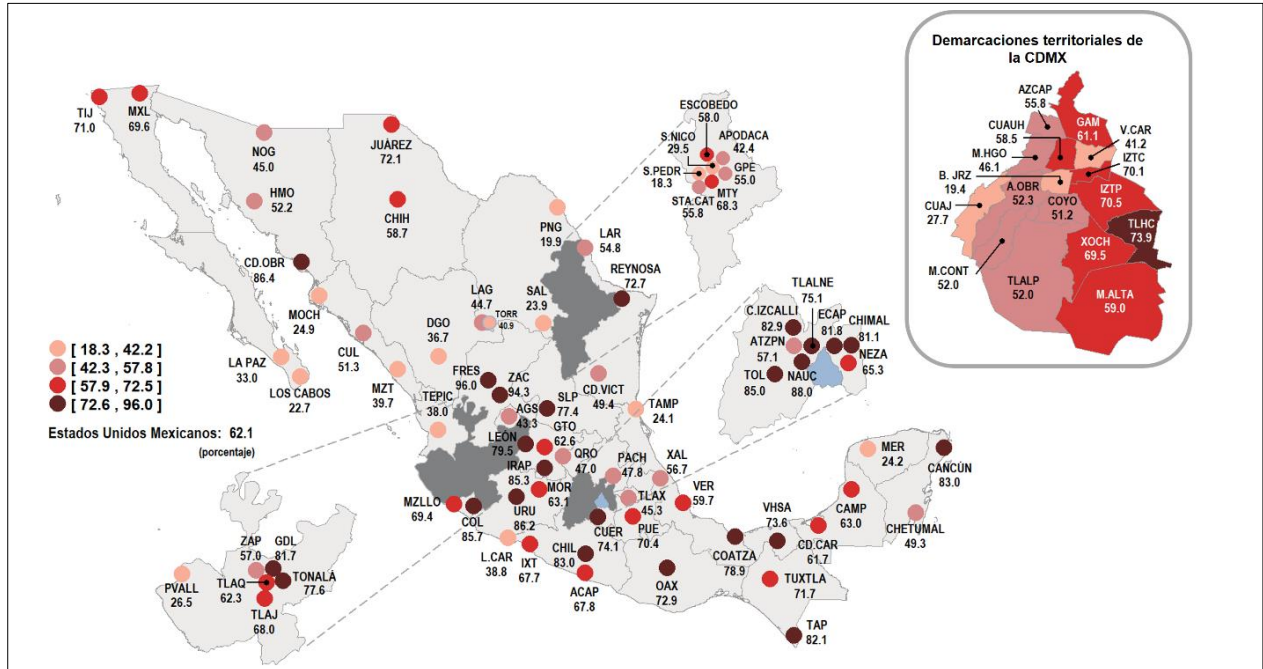 Demarcaciones territoriales de
la CDMX
AZCAP
55.8
GAM
61.1
CUAUH
58.5
V.CAR
41.2
M.HGO
46.1
IZTC
70.1
B. JRZ
19.4
A.OBR
52.3
COYO
51.2
IZTP
70.5
CUAJ
27.7
TLHC
73.9
XOCH
69.5
M.CONT
52.0
TLALP
52.0
M.ALTA
59.0
TIJ
71.0
MXL
69.6
NOG
45.0
HMO
52.2
JUÁREZ
72.1
CHIH
58.7
CD.OBR
86.4
MOCH
24.9
LA PAZ
33.0
LOS CABOS
22.7
CUL
51.3
MZT
39.7
DGO
36.7
TEPIC
38.0
LAG
44.7
TORR
40.9
SAL
23.9
PNG
19.9
LAR
54.8
REYNOSA
72.7
ESCOBEDO
58.0
S.NICO
29.5
APODACA
42.4
S.PEDR
18.3
GPE
55.0
STA.CAT
55.8
MTY
68.3
FRES
96.0
ZAC
94.3
AGS
43.3
SLP
77.4
CD.VICT
49.4
TAMP
24.1
LEÓN
79.5
GTO
62.6
IRAP
85.3
QRO
47.0
MOR
63.1
PACH
47.8
XAL
56.7
TLAX
45.3
VER
59.7
MZLLO
69.4
COL
85.7
URU
86.2
L.CAR
38.8
IXT
67.7
CHIL
83.0
ACAP
67.8
CUER
74.1
PUE
70.4
OAX
72.9
COATZA
78.9
VHSA
73.6
CD.CAR
61.7
TUXTLA
71.7
TAP
82.1
CAMP
63.0
MER
24.2
CANCÚN
83.0
CHETUMAL
49.3
TLALNE
75.1
C.IZCALLI
82.9
ECAP
81.8
CHIMAL
81.1
ATZPN
57.1
NEZA
65.3
TOL
85.0
NAUC
88.0
[ 18.3 , 42.2 ]
[ 42.3 , 57.8 ]
[ 57.9 , 72.5 ]
[ 72.6 , 96.0 ]
Estados Unidos Mexicanos: 62.1
(porcentaje)
ZAP
57.0
GDL
81.7
TLAQ
62.3
TONALÁ
77.6
PVALL
26.5
TLAJ
68.0